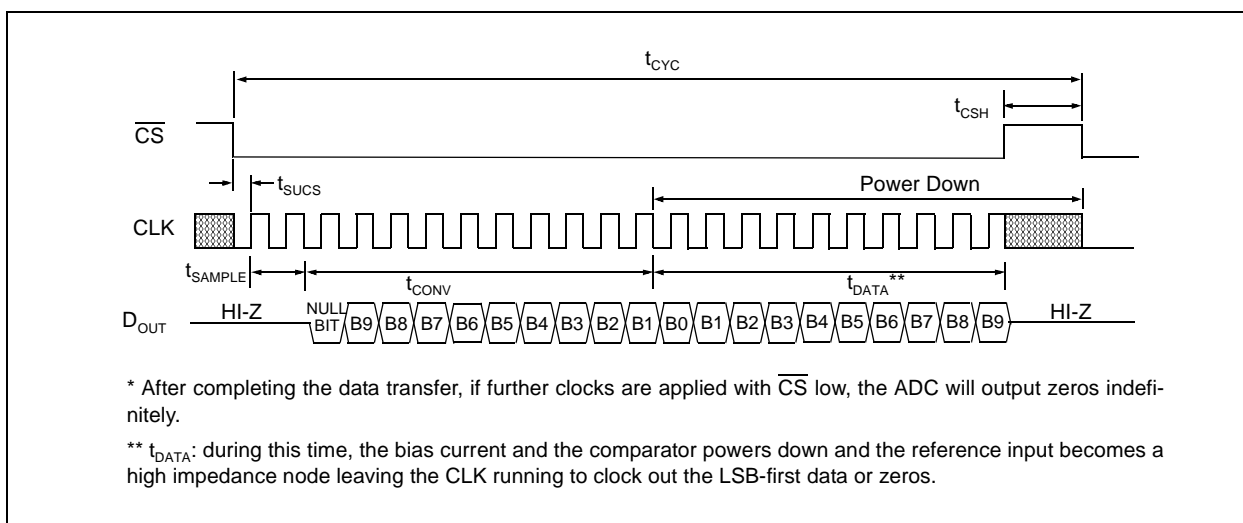 tCYC
tCSH
CS
tSUCS
Power Down
CLK
tSAMPLE
tCONV
tDATA**
DOUT
HI-Z
NULL BIT B9 B8 B7 B6 B5 B4 B3 B2 B1 B0 B1 B2 B3 B4 B5 B6 B7 B8 B9
HI-Z
* After completing the data transfer, if further clocks are applied with CS low, the ADC will output zeros indefi-
nitely.
** tDATA: during this time, the bias current and the comparator powers down and the reference input becomes a
high impedance node leaving the CLK running to clock out the LSB-first data or zeros.